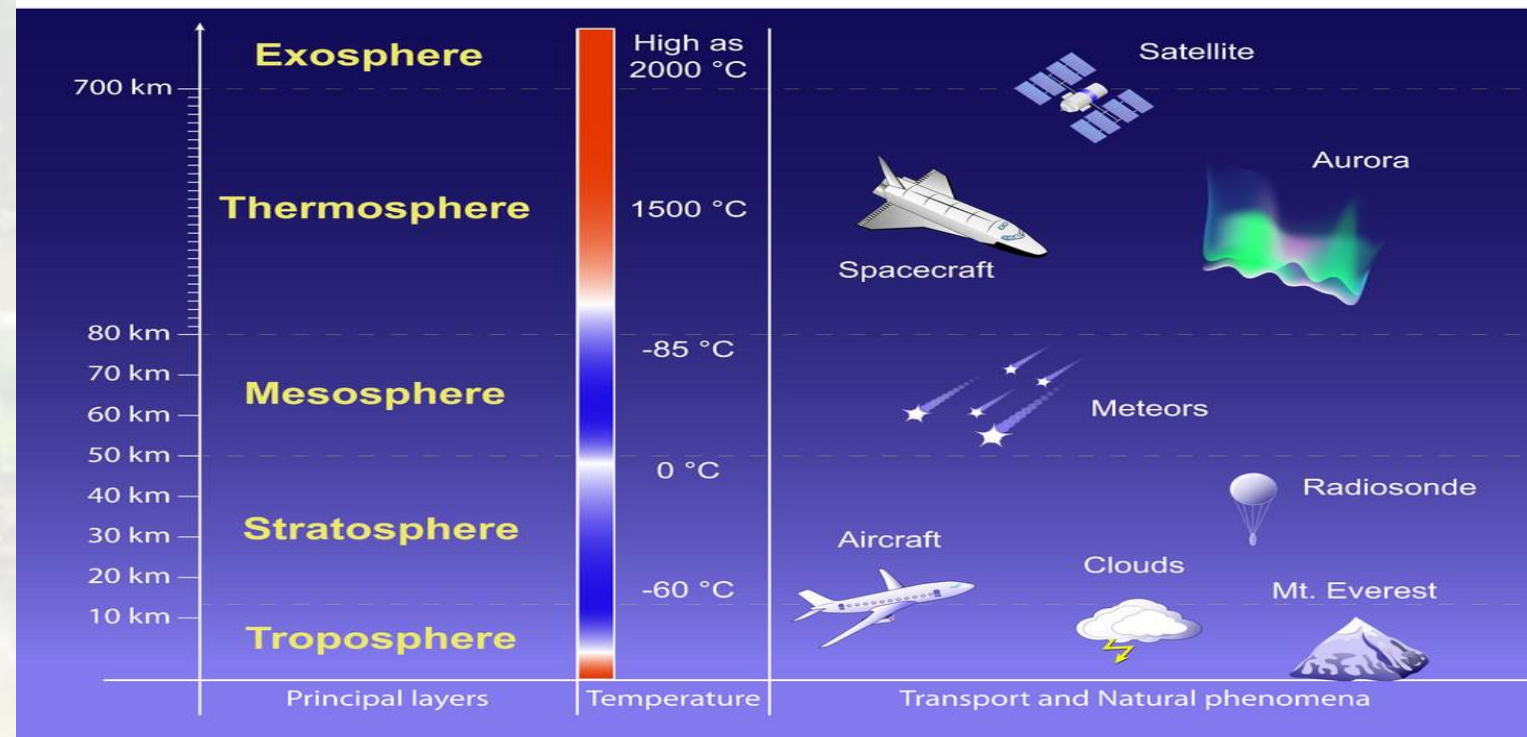 Exosphere
High as
2000 °C
Satellite
700 km
Aurora
Thermosphere
1500 °C
Spacecraft
80 km
-85 °C
70 km
Mesosphere
60 km
Meteors
50 km
0 °C
40 km
Radiosonde
30 km
Stratosphere
Aircraft
20 km
Clouds
-60 °C
Mt. Everest
10 km
Troposphere
Principal layers
Temperature
Transport and Natural phenomena